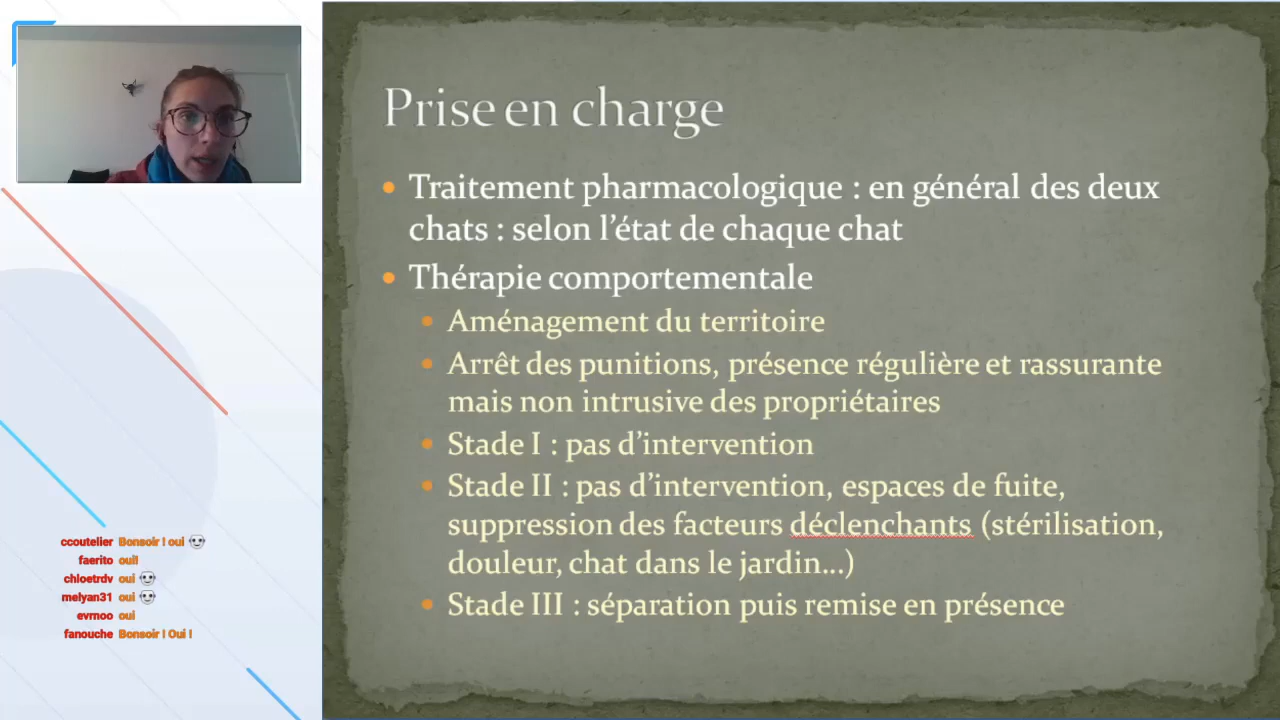 Prise en charge
Traitement pharmacologique : en général des deux
chats : selon l’état de chaque chat
Thérapie comportementale
Aménagement du territoire
Arrêt des punitions, présence régulière et rassurante
mais non intrusive des propriétaires
Stade I : pas d’intervention
Stade II : pas d’intervention, espaces de fuite,
suppression des facteurs déclenchants (stérilisation,
douleur, chat dans le jardin…)
Stade III : séparation puis remise en présence
ccoutelier Bonsoir ! oui
faerito oui!
chloetrdv oui
melyan31 oui
evrnoo oui
fanouche Bonsoir ! Oui !